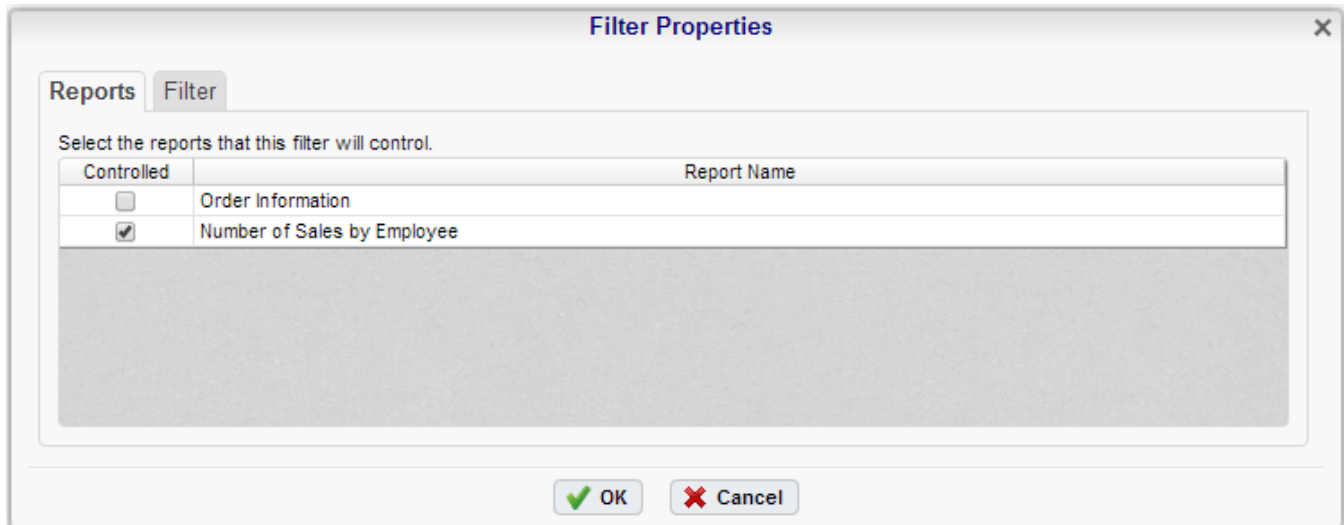 Filter Properties
Reports Filter
Select the reports that this filter will control.
Controlled Report Name
Order Information
Number of Sales by Employee
OK Cancel